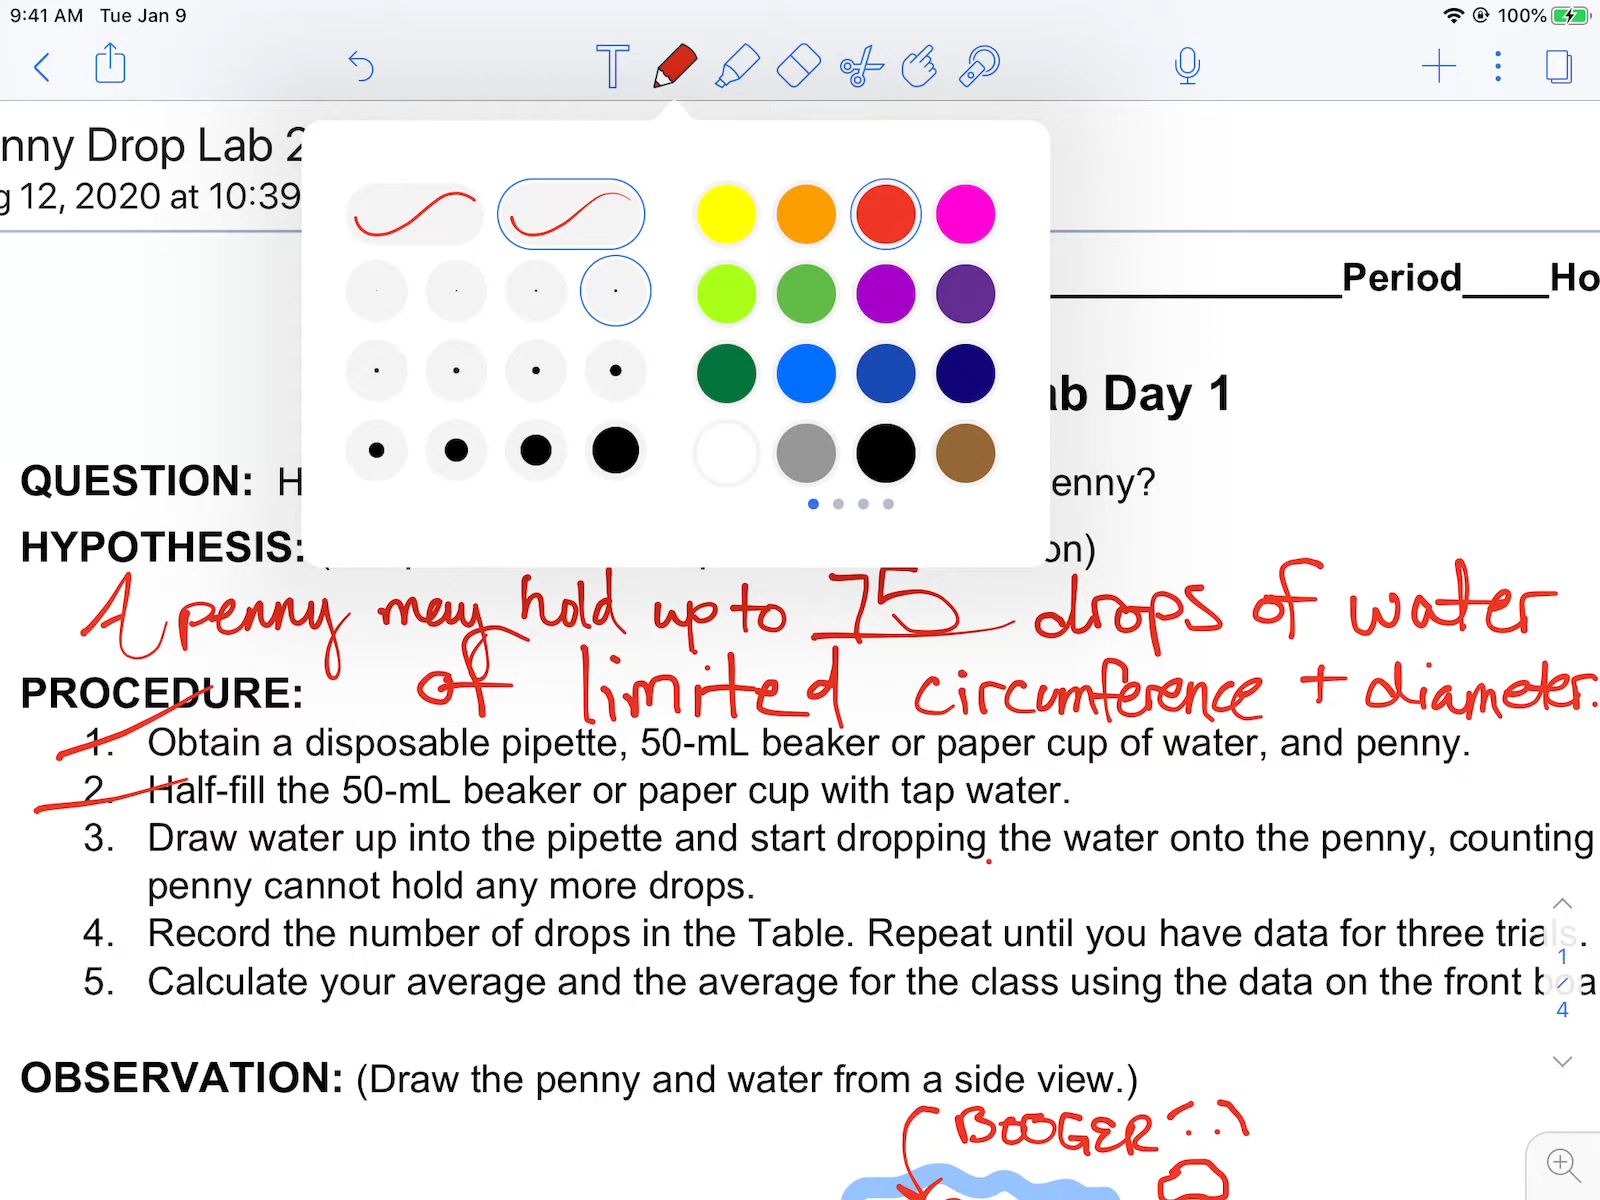 9:41 AM Tue Jan 9 100%
nny Drop Lab 2
g 12, 2020 at 10:39
Period____Ho
ab Day 1
QUESTION: H enny?
HYPOTHESIS: on)
A penny may hold up to 75 drops of water
of limited circumference + diameter.
PROCEDURE:
1. Obtain a disposable pipette, 50-mL beaker or paper cup of water, and penny.
2. Half-fill the 50-mL beaker or paper cup with tap water.
3. Draw water up into the pipette and start dropping the water onto the penny, counting
penny cannot hold any more drops.
4. Record the number of drops in the Table. Repeat until you have data for three trials.
5. Calculate your average and the average for the class using the data on the front boa
1
/
4
OBSERVATION: (Draw the penny and water from a side view.)
BOOGER